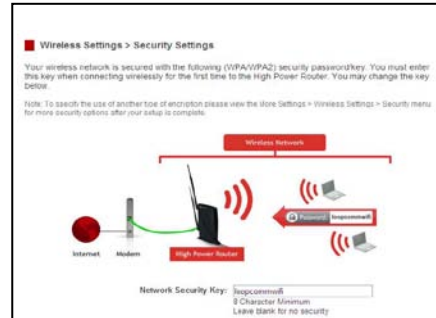 Wireless Settings > Security Settings
Your wireless network is secured with the following (WPA/WPA2) security password/key. You must enter
this key when connecting wirelessly for the first time to the High Power Router. You may change the key
below.
Note: To specify the use of another type of encription please view the More Settings > Wireless Settings > Security menu
for more security options after your setup is complete.
Wireless Network
Password: loopcommwifi
Internet
Modem
High Power Router
Network Security Key: loopcommwifi
8 Character Minimum
Leave blank for no security